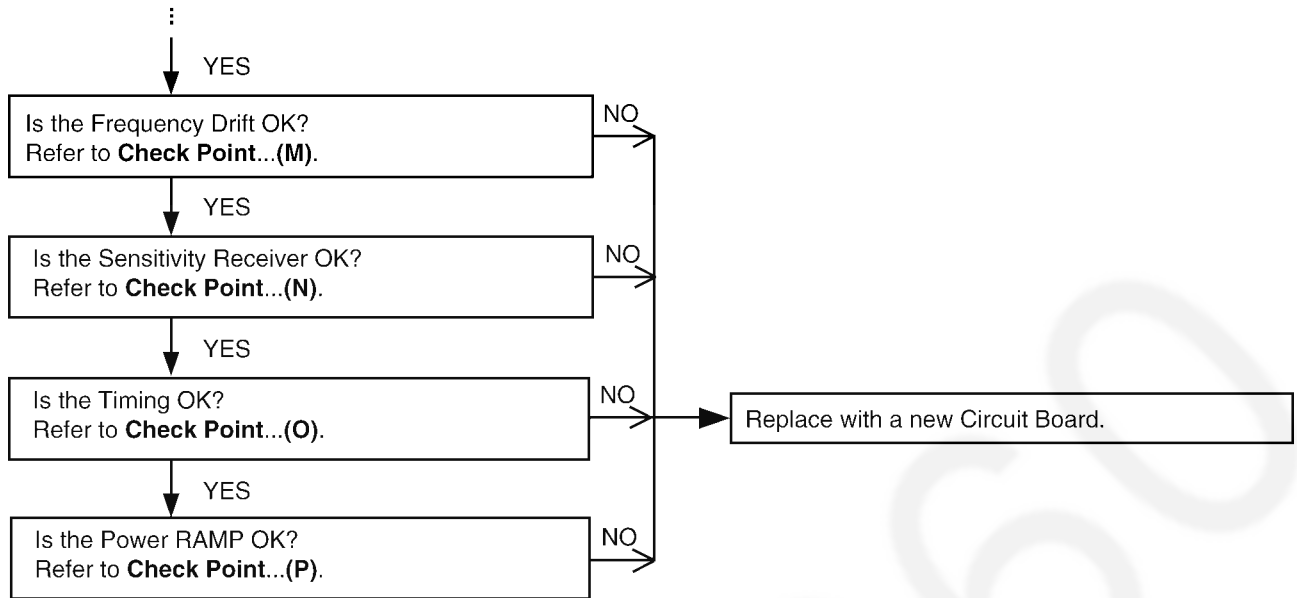 ⋮
YES
Is the Frequency Drift OK?
Refer to Check Point...(M).
NO
YES
Is the Sensitivity Receiver OK?
Refer to Check Point...(N).
NO
YES
Is the Timing OK?
Refer to Check Point...(O).
NO
Replace with a new Circuit Board.
YES
Is the Power RAMP OK?
Refer to Check Point...(P).
NO
60